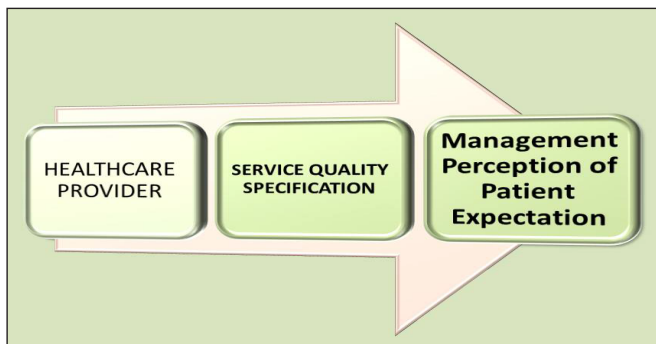 HEALTHCARE
PROVIDER
SERVICE QUALITY
SPECIFICATION
Management
Perception of
Patient
Expectation